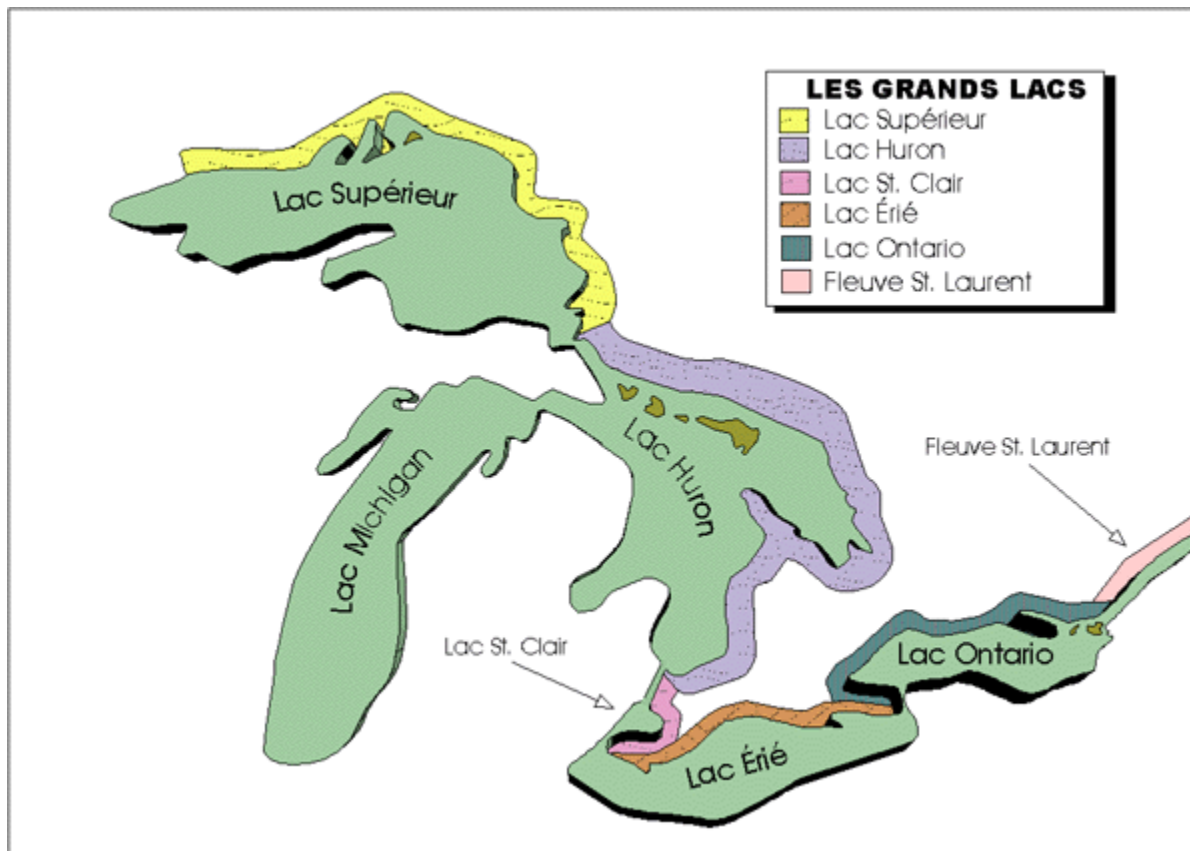 LES GRANDS LACS
Lac Supérieur
Lac Huron
Lac St. Clair
Lac Érié
Lac Ontario
Fleuve St. Laurent
Lac Supérieur
Lac Michigan
Lac Huron
Fleuve St. Laurent
Lac St. Clair
Lac Ontario
Lac Érié